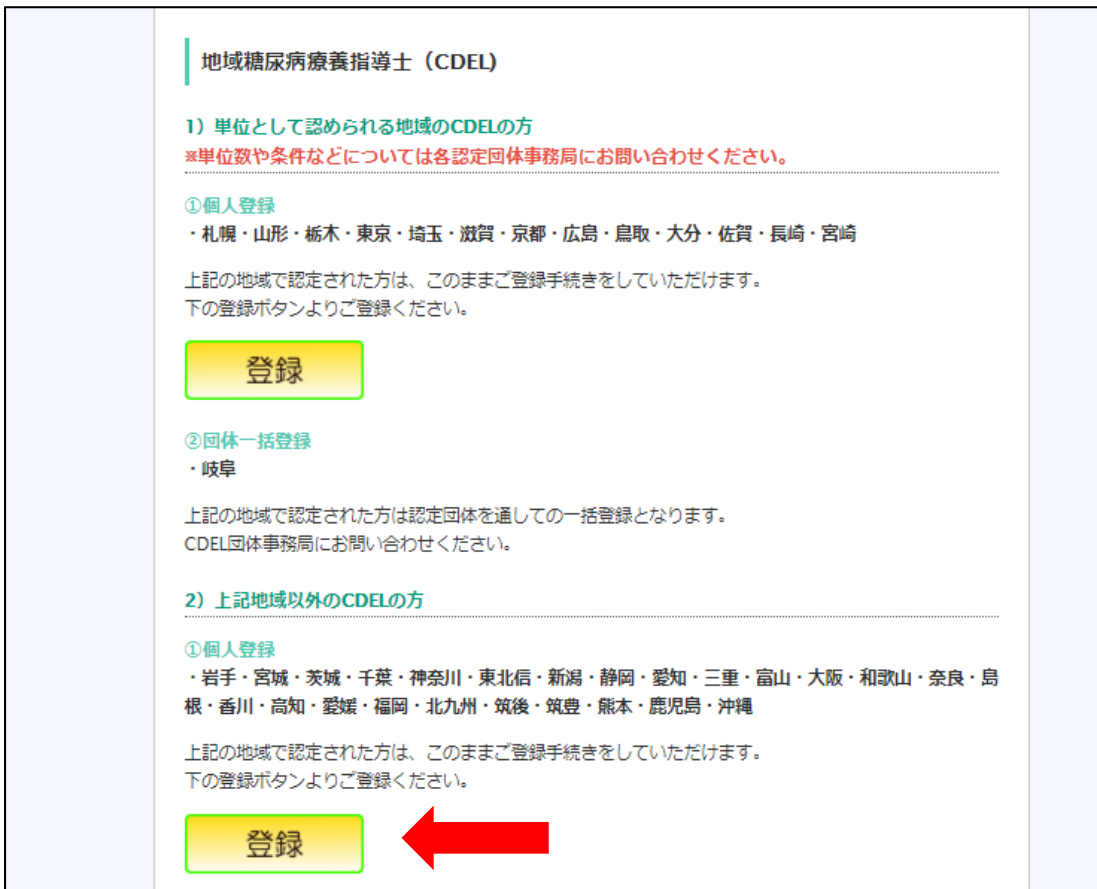 地域糖尿病療養指導士（CDEL)
1）単位として認められる地域のCDELの方
※単位数や条件などについては各認定団体事務局にお問い合わせください。
①個人登録
・札幌・山形・栃木・東京・埼玉・滋賀・京都・広島・鳥取・大分・佐賀・長崎・宮崎
上記の地域で認定された方は、このままご登録手続きをしていただけます。
下の登録ボタンよりご登録ください。
登録
②団体一括登録
・岐阜
上記の地域で認定された方は認定団体を通しての一括登録となります。
CDEL団体事務局にお問い合わせください。
2）上記地域以外のCDELの方
①個人登録
・岩手・宮城・茨城・千葉・神奈川・東北信・新潟・静岡・愛知・三重・富山・大阪・和歌山・奈良・島
根・香川・高知・愛媛・福岡・北九州・筑後・筑豊・熊本・鹿児島・沖縄
上記の地域で認定された方は、このままご登録手続きをしていただけます。
下の登録ボタンよりご登録ください。
登録